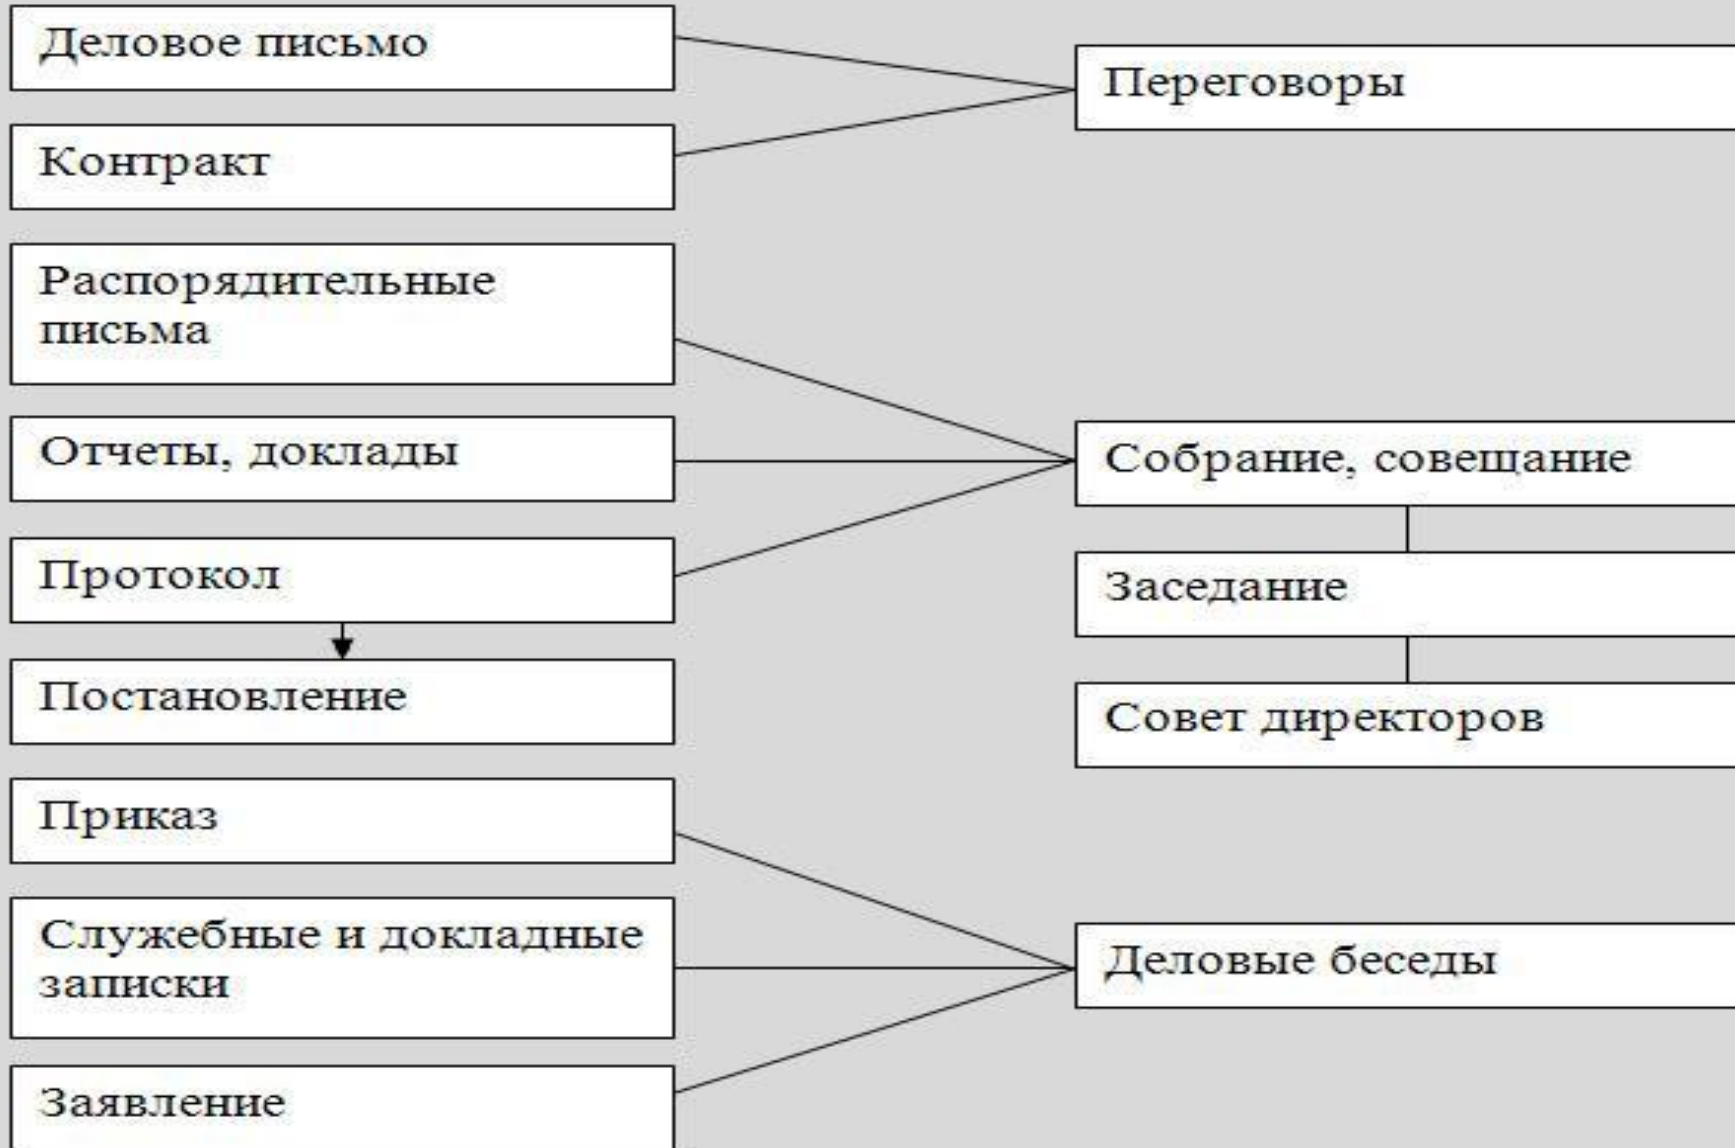 Деловое письмо
Переговоры
Контракт
Распорядительные
письма
Отчеты, доклады
Собрание, совещание
Протокол
Заседание
Постановление
Совет директоров
Приказ
Служебные и докладные
записки
Деловые беседы
Заявление